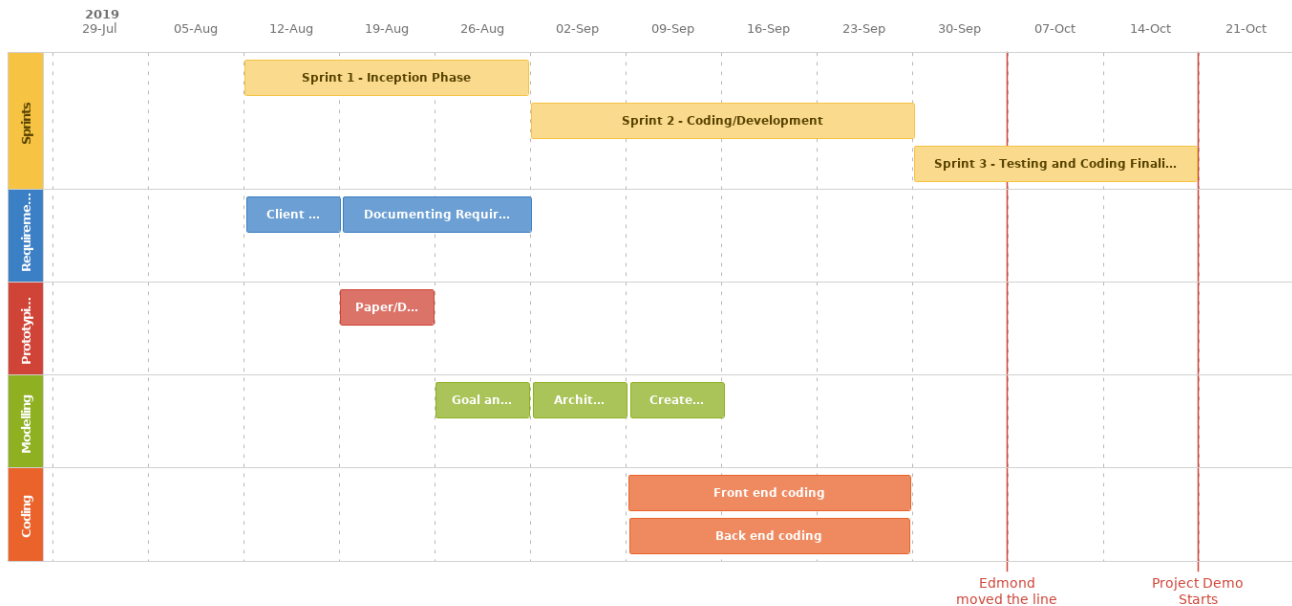 2019
29-Jul 05-Aug 12-Aug 19-Aug 26-Aug 02-Sep 09-Sep 16-Sep 23-Sep 30-Sep 07-Oct 14-Oct 21-Oct
Sprints
Sprint 1 - Inception Phase
Sprint 2 - Coding/Development
Sprint 3 - Testing and Coding Finali...
Requireme...
Client ... Documenting Requir...
Prototypi...
Paper/D...
Modelling
Goal an... Archit... Create...
Coding
Front end coding
Back end coding
Edmond
moved the line
Project Demo
Starts